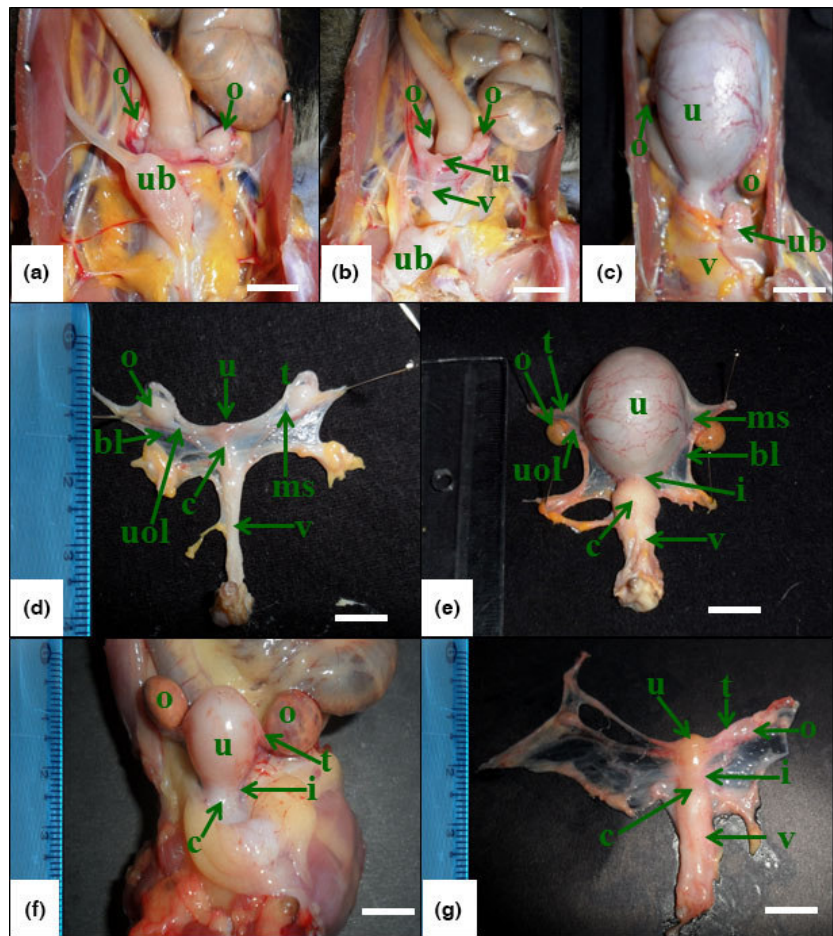 o
o
ub
(a)
o
o
u
v
ub
(b)
u
o
o
ub
v
(c)
o
u
t
bl
uol
c
ms
v
(d)
o
t
u
ms
uol
bl
i
c
v
(e)
o
o
u
t
i
c
(f)
u
t
o
i
c
v
(g)